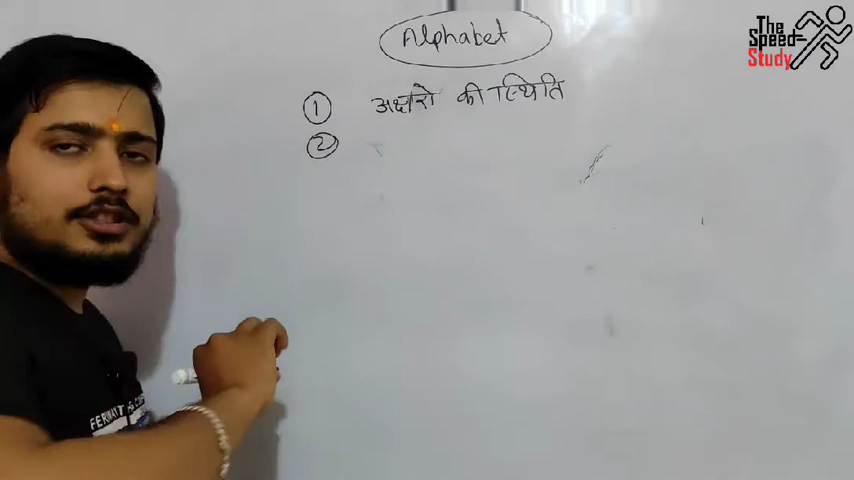 Alphabet
The Speed Study
① अक्षरो की स्थिति
②